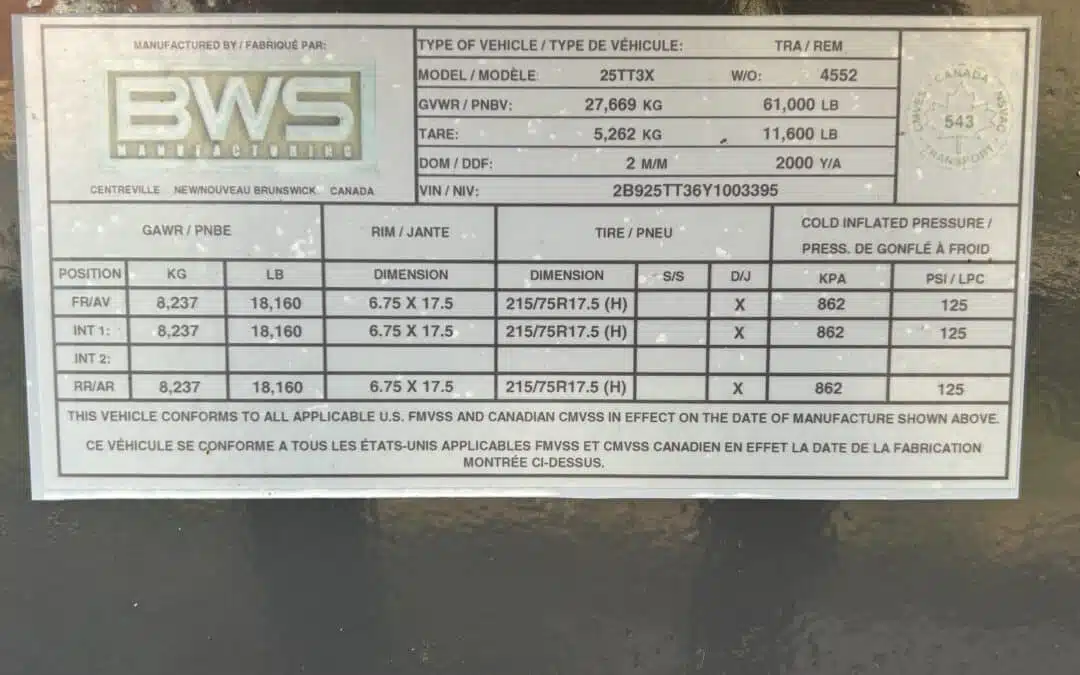 MANUFACTURED BY / FABRIQUÉ PAR:
BWS
MANUFACTURING
CENTREVILLE NEW/NOUVEAU BRUNSWICK CANADA
TYPE OF VEHICLE / TYPE DE VÉHICULE: TRA / REM
MODEL / MODÈLE 25TT3X W/O: 4552
GVWR / PNBV: 27,669 KG 61,000 LB
TARE: 5,262 KG 11,600 LB
DOM / DDF: 2 M/M 2000 Y/A
VIN / NIV: 2B925TT36Y1003395
CANADA
CMVSS NSVAC
543
TRANSPORT
GAWR / PNBE RIM / JANTE TIRE / PNEU COLD INFLATED PRESSURE /
PRESS. DE GONFLÉ À FROID
POSITION KG LB DIMENSION DIMENSION S/S D/J KPA PSI / LPC
FR/AV 8,237 18,160 6.75 X 17.5 215/75R17.5 (H) X 862 125
INT 1: 8,237 18,160 6.75 X 17.5 215/75R17.5 (H) X 862 125
INT 2:
RR/AR 8,237 18,160 6.75 X 17.5 215/75R17.5 (H) X 862 125
THIS VEHICLE CONFORMS TO ALL APPLICABLE U.S. FMVSS AND CANADIAN CMVSS IN EFFECT ON THE DATE OF MANUFACTURE SHOWN ABOVE.
CE VÉHICULE SE CONFORME A TOUS LES ÉTATS-UNIS APPLICABLES FMVSS ET CMVSS CANADIEN EN EFFET LA DATE DE LA FABRICATION
MONTRÉE CI-DESSUS.